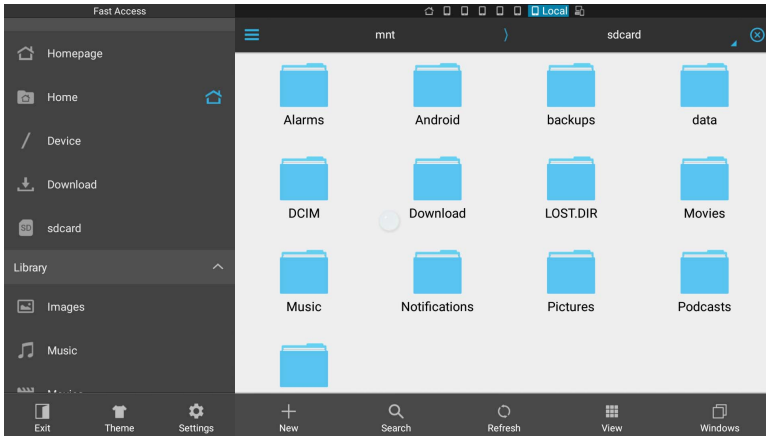 Fast Access
Local
mnt
sdcard
Homepage
Home
Device
Download
SD sdcard
Library
Images
Music
Alarms
Android
backups
data
DCIM
Download
LOST.DIR
Movies
Music
Notifications
Pictures
Podcasts
Exit
Theme
Settings
New
Search
Refresh
View
Windows